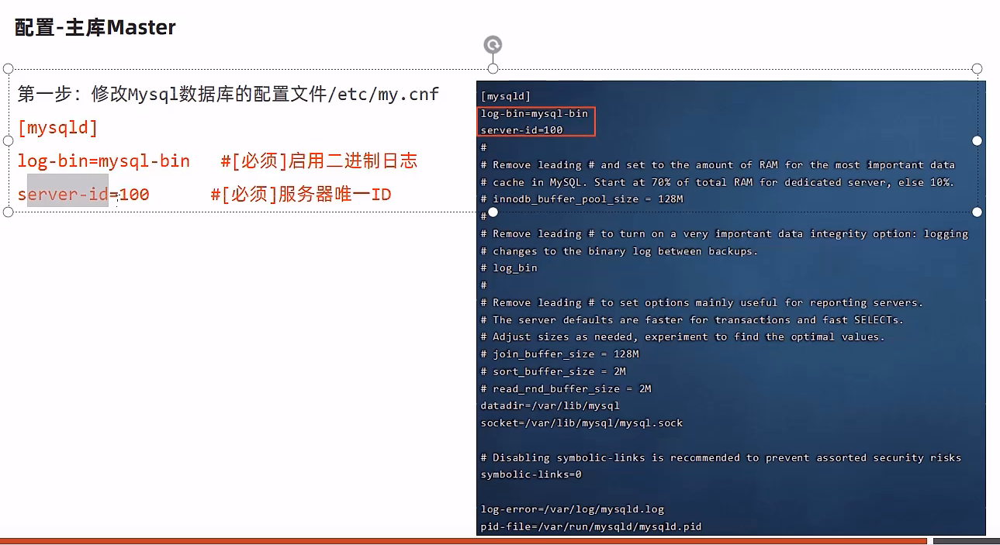 配置-主库Master
第一步：修改Mysql数据库的配置文件/etc/my.cnf
[mysqld]
log-bin=mysql-bin   #[必须]启用二进制日志
server-id=100      #[必须]服务器唯一ID
[mysqld]
log-bin=mysql-bin
server-id=100
#
# Remove leading # and set to the amount of RAM for the most important data
# cache in MySQL. Start at 70% of total RAM for dedicated server, else 10%.
# innodb_buffer_pool_size = 128M
#
# Remove leading # to turn on a very important data integrity option: logging
# changes to the binary log between backups.
# log_bin
#
# Remove leading # to set options mainly useful for reporting servers.
# The server defaults are faster for transactions and fast SELECTs.
# Adjust sizes as needed, experiment to find the optimal values.
# join_buffer_size = 128M
# sort_buffer_size = 2M
# read_rnd_buffer_size = 2M
datadir=/var/lib/mysql
socket=/var/lib/mysql/mysql.sock
# Disabling symbolic-links is recommended to prevent assorted security risks
symbolic-links=0
log-error=/var/log/mysqld.log
pid-file=/var/run/mysqld/mysqld.pid